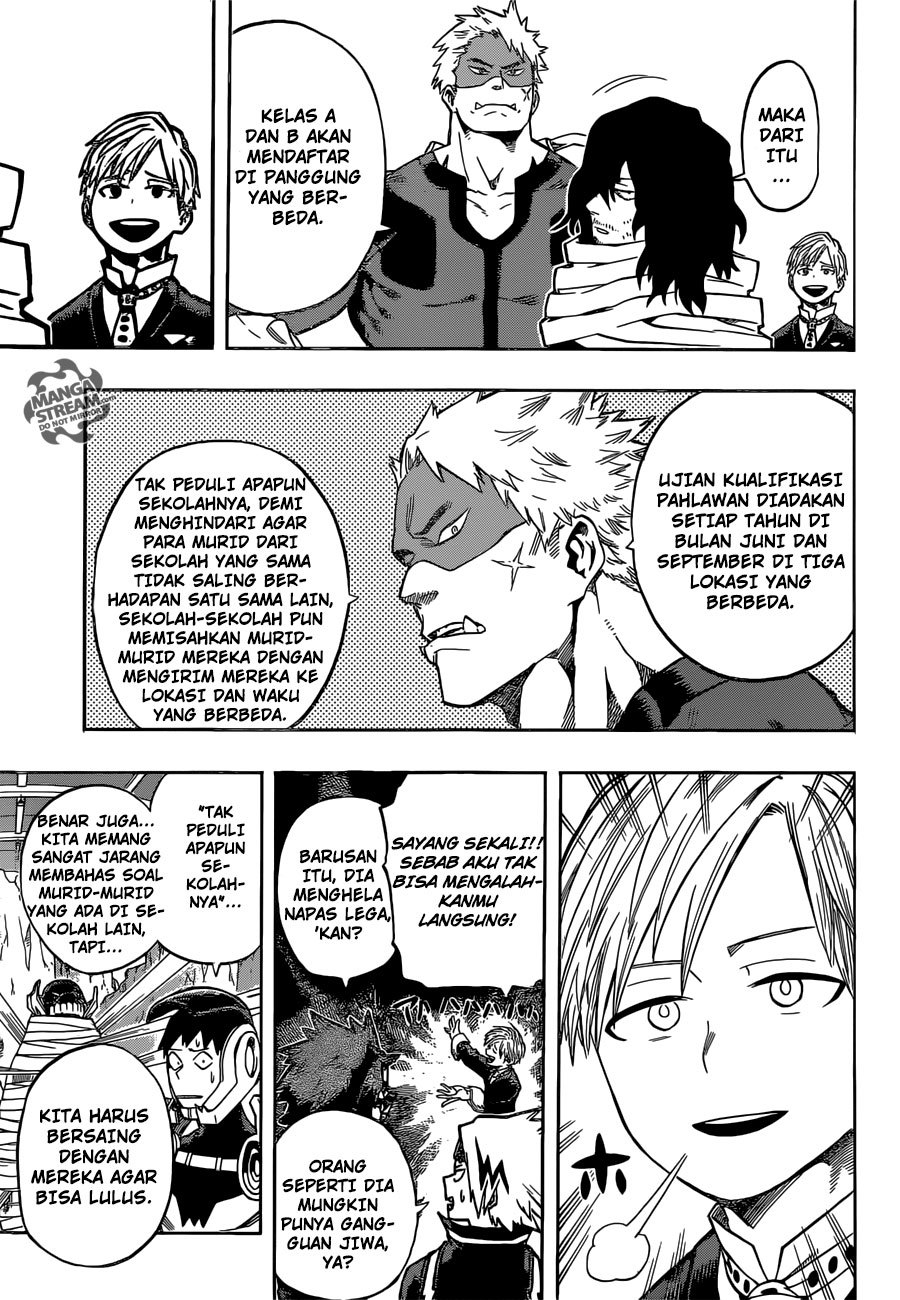 MAKA
DARI
ITU
...
KELAS A
DAN B AKAN
MENDAFTAR
DI PANGGUNG
YANG BER-
BEDA.
MANGA
STREAM.com
DO NOT MIRROR!
UJIAN KUALIFIKASI
PAHLAWAN DIADAKAN
SETIAP TAHUN DI
BULAN JUNI DAN
SEPTEMBER DI TIGA
LOKASI YANG
BERBEDA.
TAK PEDULI APAPUN
SEKOLAHNYA, DEMI
MENGHINDARI AGAR
PARA MURID DARI
SEKOLAH YANG SAMA
TIDAK SALING BER-
HADAPAN SATU SAMA LAIN,
SEKOLAH-SEKOLAH PUN
MEMISAHKAN MURID-
MURID MEREKA DENGAN
MENGIRIM MEREKA KE
LOKASI DAN WAKU
YANG BERBEDA.
ホ
SAYANG SEKALI!!
SEBAB AKU TAK
BISA MENGALAH-
KANMU
LANGSUNG!
BARUSAN
ITU, DIA
MENGHELA
NAPAS LEGA,
'KAN?
ORANG
SEPERTI DIA
MUNGKIN
PUNYA GANG-
GUAN JIWA,
YA?
"TAK
PEDULI
APAPUN
SE-
KOLAH-
NYA"...
BENAR JUGA...
KITA MEMANG
SANGAT JARANG
MEMBAHAS SOAL
MURID-MURID
YANG ADA DI SE-
KOLAH LAIN,
TAPI...
KITA HARUS
BERSAING
DENGAN
MEREKA AGAR
BISA LULUS.